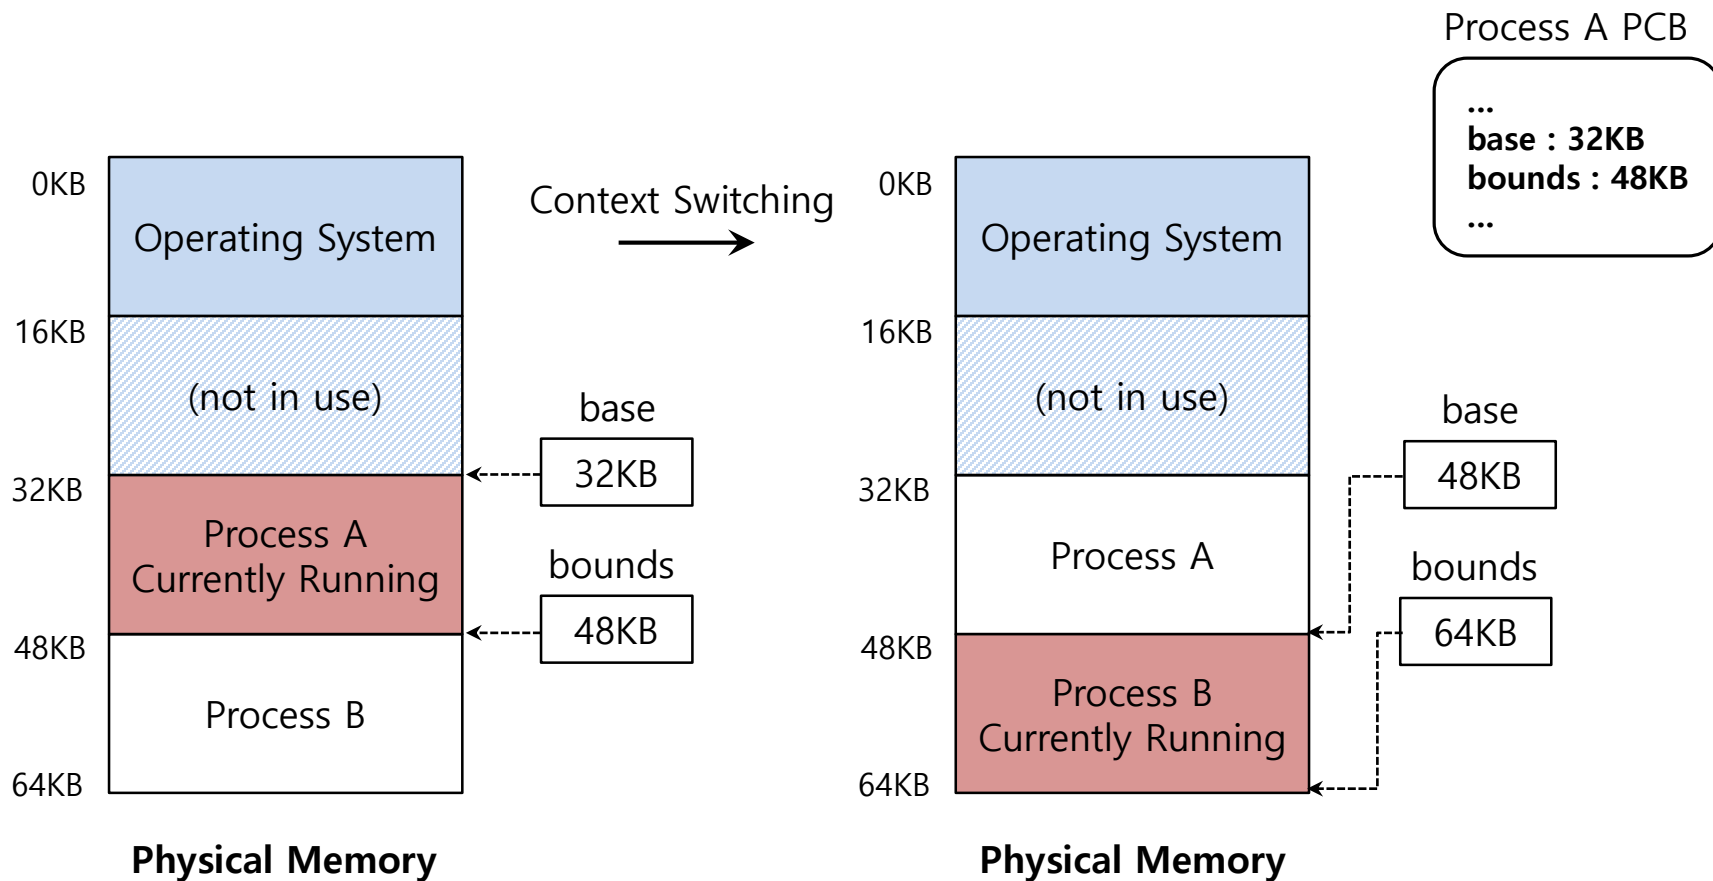 Process A PCB
...
base : 32KB
bounds : 48KB
...
0KB
Operating System
16KB
(not in use)
32KB
Process A
Currently Running
48KB
Process B
64KB
Physical Memory
base
32KB
bounds
48KB
Context Switching
0KB
Operating System
16KB
(not in use)
32KB
Process A
48KB
Process B
Currently Running
64KB
Physical Memory
base
48KB
bounds
64KB